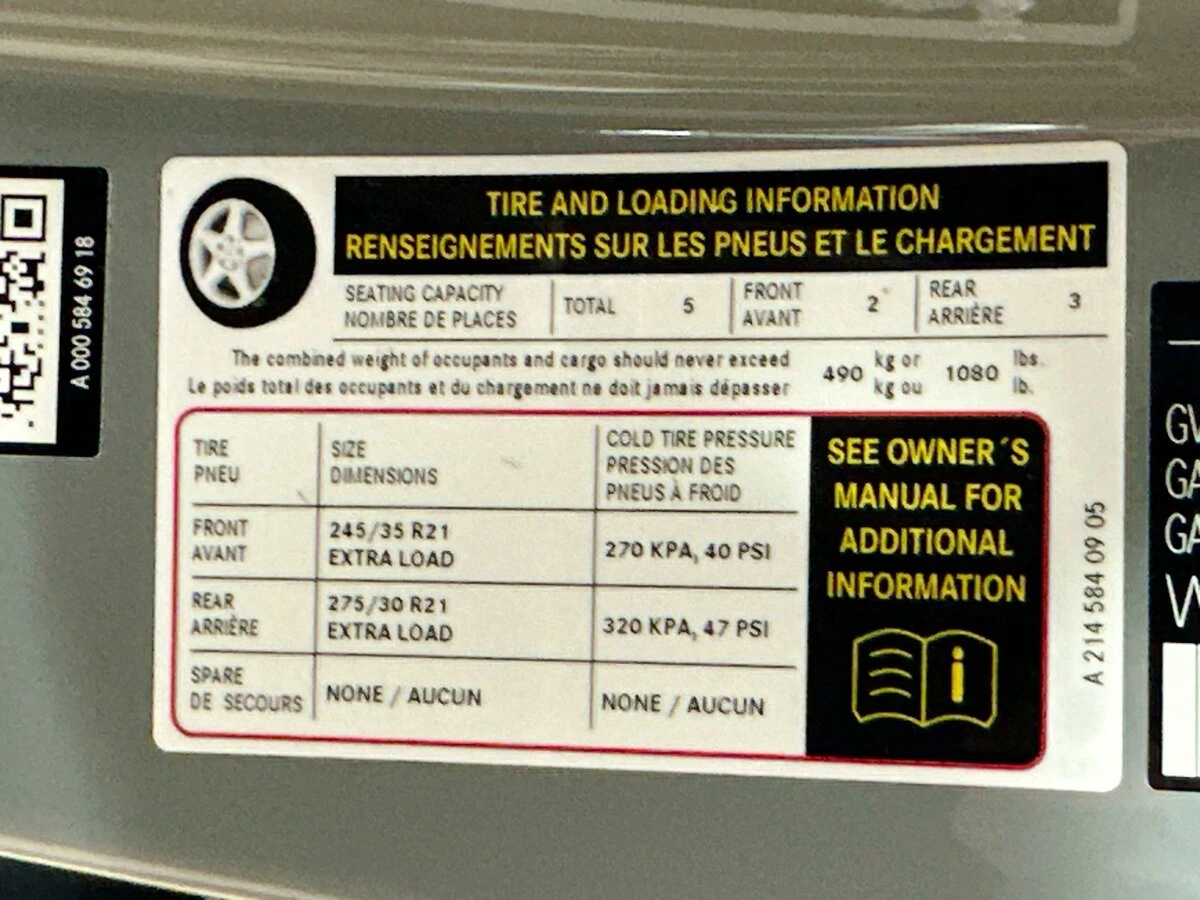 A 000 584 69 18
TIRE AND LOADING INFORMATION
RENSEIGNEMENTS SUR LES PNEUS ET LE CHARGEMENT
SEATING CAPACITY
NOMBRE DE PLACES
TOTAL 5
FRONT
AVANT
2
REAR
ARRIÈRE
3
The combined weight of occupants and cargo should never exceed
Le poids total des occupants et du chargement ne doit jamais dépasser
490
kg or
kg ou
1080
lbs.
lb.
TIRE
PNEU
SIZE
DIMENSIONS
COLD TIRE PRESSURE
PRESSION DES
PNEUS À FROID
FRONT
AVANT
245/35 R21
EXTRA LOAD
270 KPA, 40 PSI
REAR
ARRIÈRE
275/30 R21
EXTRA LOAD
320 KPA, 47 PSI
SPARE
DE SECOURS
NONE / AUCUN
NONE / AUCUN
SEE OWNER´S
MANUAL FOR
ADDITIONAL
INFORMATION
i
A 214 584 09 05